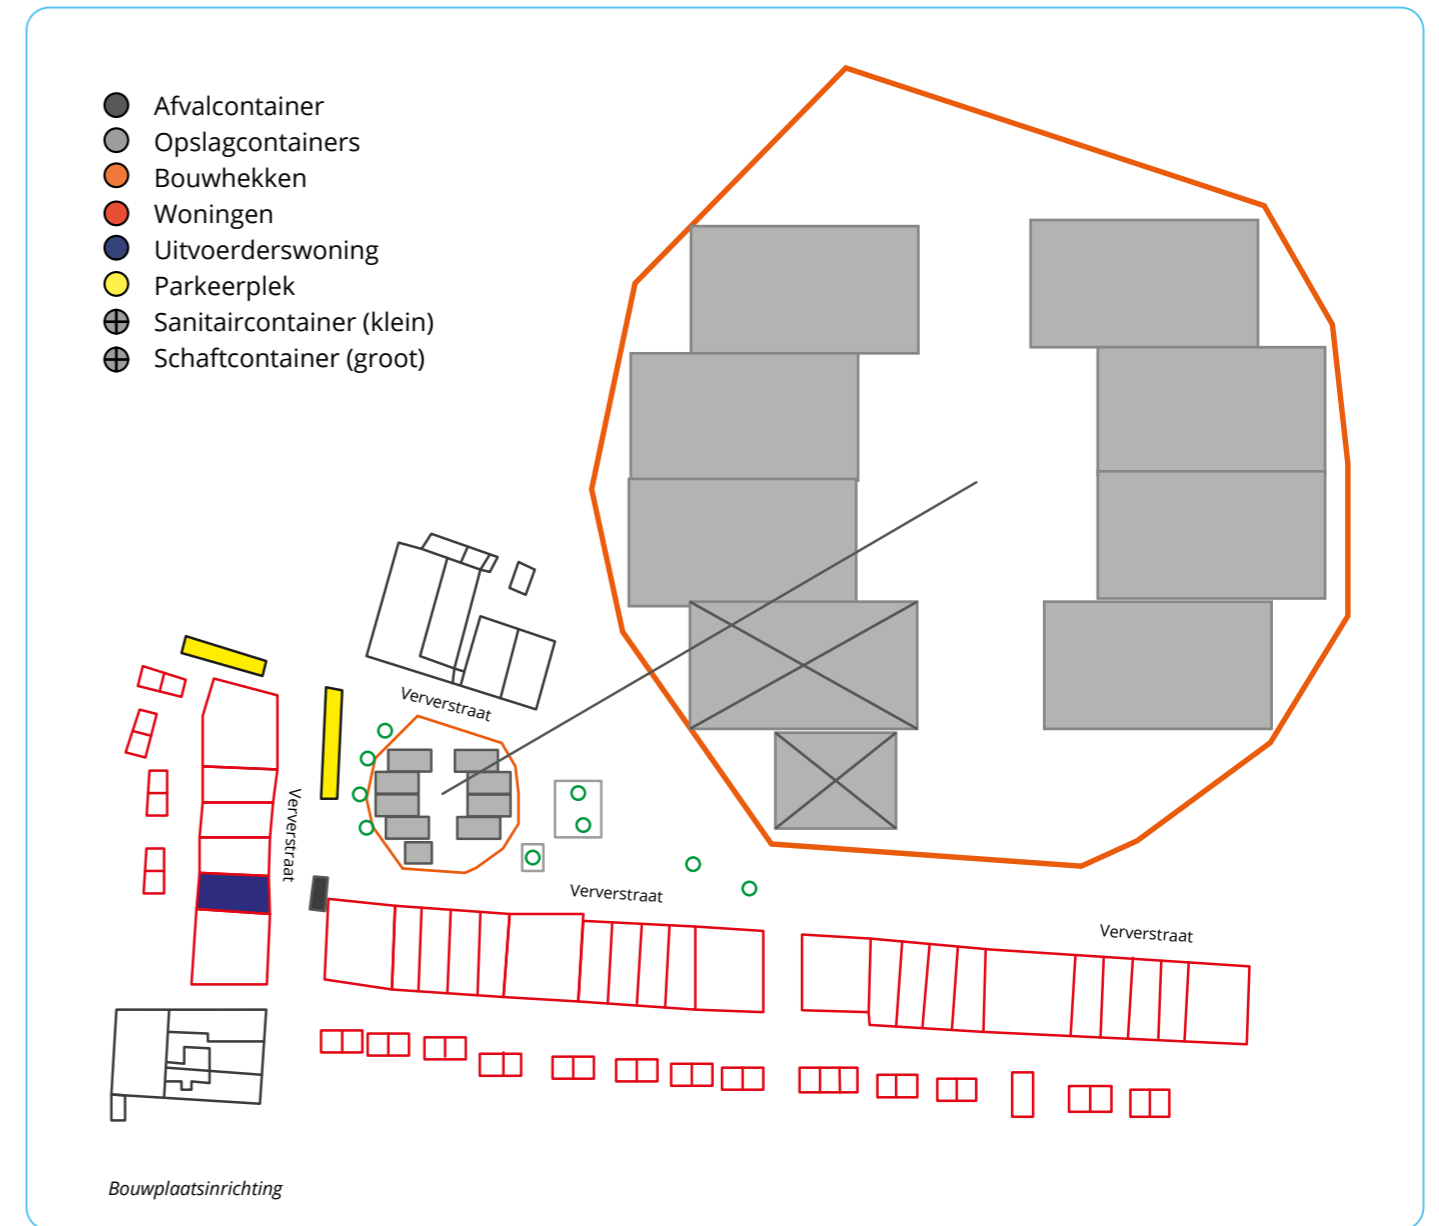 Afvalcontainer
Opslagcontainers
Bouwhekken
Woningen
Uitvoerderswoning
Parkeerplek
Sanitaircontainer (klein)
Schaftcontainer (groot)
Ververstraat
Ververstraat
Ververstraat
Ververstraat
Bouwplaatsinrichting